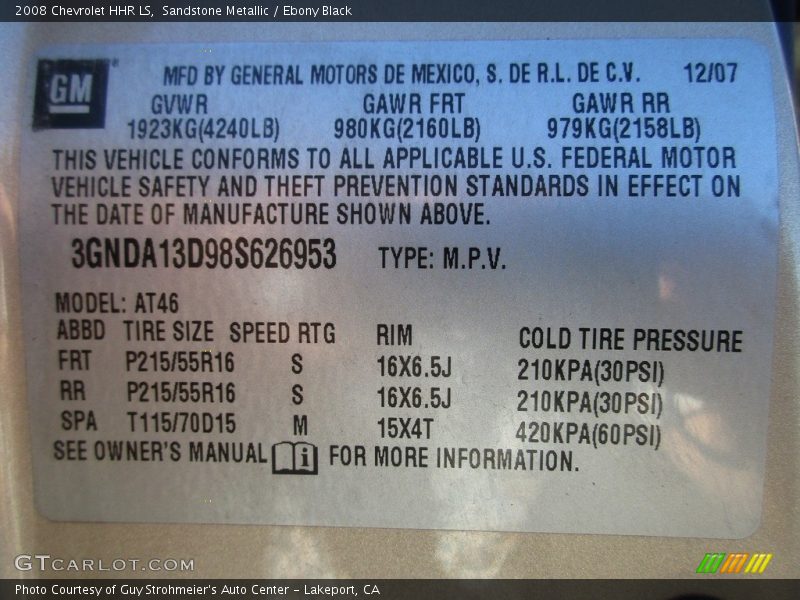 2008 Chevrolet HHR LS, Sandstone Metallic / Ebony Black
GM
MFD BY GENERAL MOTORS DE MEXICO, S. DE R.L. DE C.V. 12/07
GVWR GAWR FRT GAWR RR
1923KG(4240LB) 980KG(2160LB) 979KG(2158LB)
THIS VEHICLE CONFORMS TO ALL APPLICABLE U.S. FEDERAL MOTOR
VEHICLE SAFETY AND THEFT PREVENTION STANDARDS IN EFFECT ON
THE DATE OF MANUFACTURE SHOWN ABOVE.
3GNDA13D98S626953 TYPE: M.P.V.
MODEL: AT46
ABBD TIRE SIZE SPEED RTG RIM COLD TIRE PRESSURE
FRT P215/55R16 S 16X6.5J 210KPA(30PSI)
RR P215/55R16 S 16X6.5J 210KPA(30PSI)
SPA T115/70D15 M 15X4T 420KPA(60PSI)
SEE OWNER'S MANUAL i FOR MORE INFORMATION.
GTCARLOT.COM
Photo Courtesy of Guy Strohmeier's Auto Center - Lakeport, CA